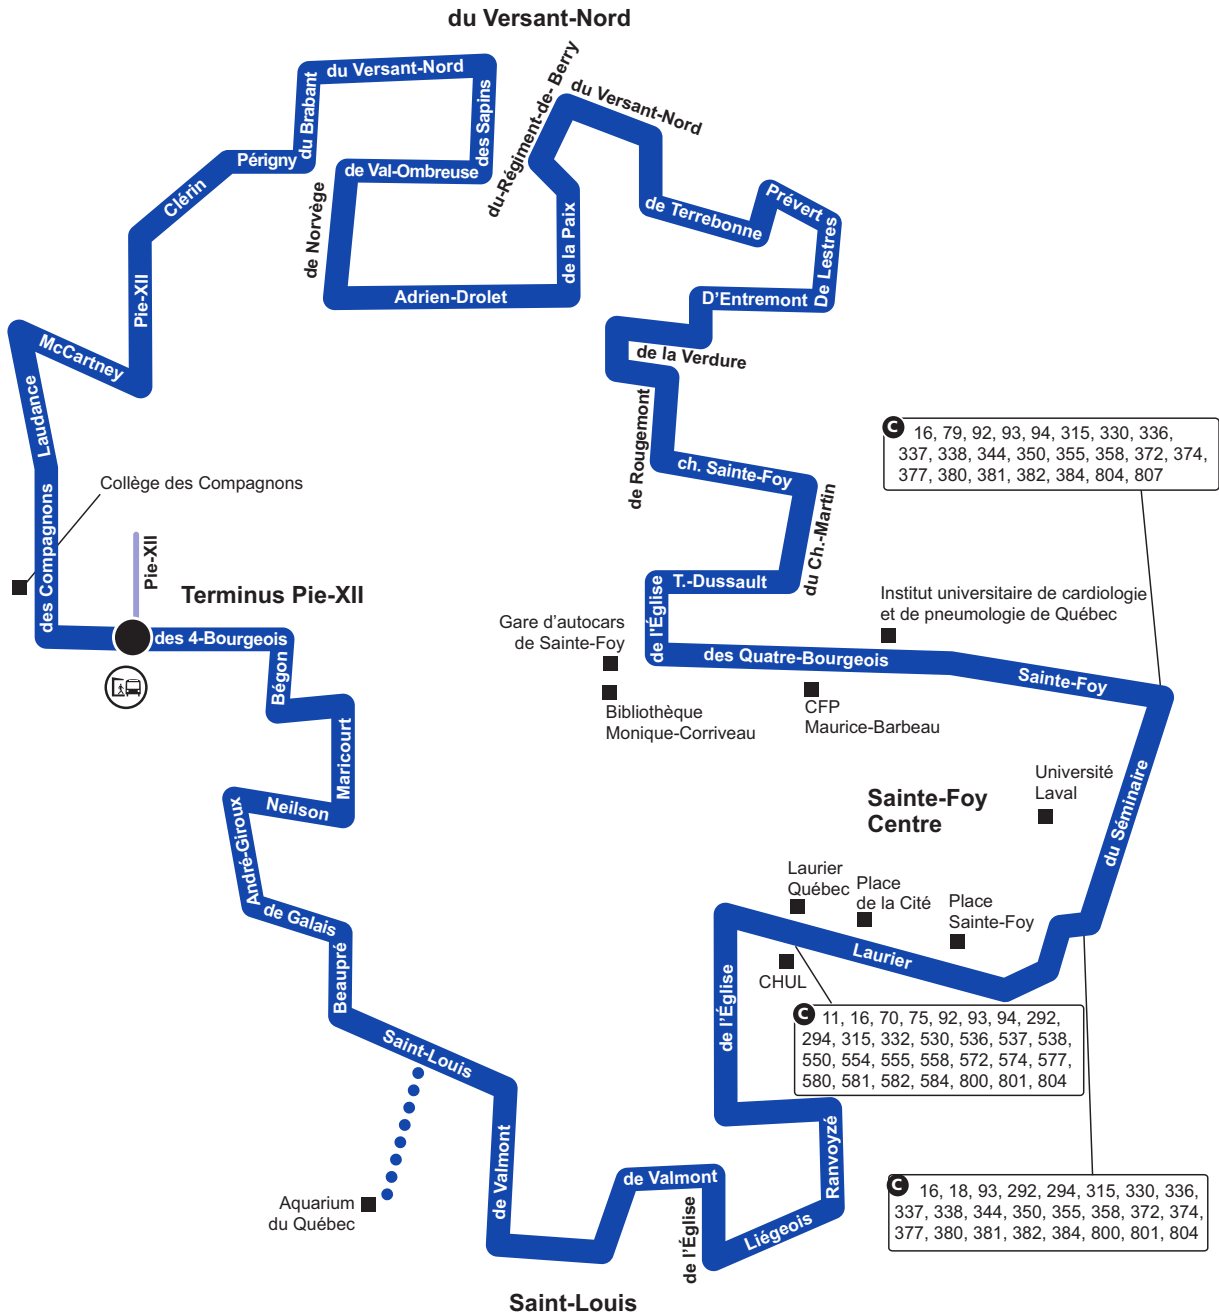 du Versant-Nord
du Versant-Nord
du Brabant
des Sapins
du-Régiment-de- Berry
du Versant-Nord
Périgny
de Val-Ombreuse
Clérin
de Norvège
de la Paix
de Terrebonne
Prévert
De Lestres
Pie-XII
Adrien-Drolet
D'Entremont
McCartney
de la Verdure
Laudance
de Rougemont
ch. Sainte-Foy
C 16, 79, 92, 93, 94, 315, 330, 336,
337, 338, 344, 350, 355, 358, 372, 374,
377, 380, 381, 382, 384, 804, 807
Collège des Compagnons
des Compagnons
Pie-XII
du Ch.-Martin
Terminus Pie-XII
T.-Dussault
Institut universitaire de cardiologie
et de pneumologie de Québec
des 4-Bourgeois
Gare d'autocars
de Sainte-Foy
de l'Église
des Quatre-Bourgeois
Sainte-Foy
Bégon
Bibliothèque
Monique-Corriveau
CFP
Maurice-Barbeau
Maricourt
Neilson
Université
Laval
Sainte-Foy
Centre
du Séminaire
André-Giroux
de Galais
Laurier
Québec
Place
de la Cité
Place
Sainte-Foy
Beaupré
Laurier
CHUL
de l'Église
C 11, 16, 70, 75, 92, 93, 94, 292,
294, 315, 332, 530, 536, 537, 538,
550, 554, 555, 558, 572, 574, 577,
580, 581, 582, 584, 800, 801, 804
Saint-Louis
de Valmont
de Valmont
Ranvoyzé
Aquarium
du Québec
de l'Église
Liégeois
C 16, 18, 93, 292, 294, 315, 330, 336,
337, 338, 344, 350, 355, 358, 372, 374,
377, 380, 381, 382, 384, 800, 801, 804
Saint-Louis